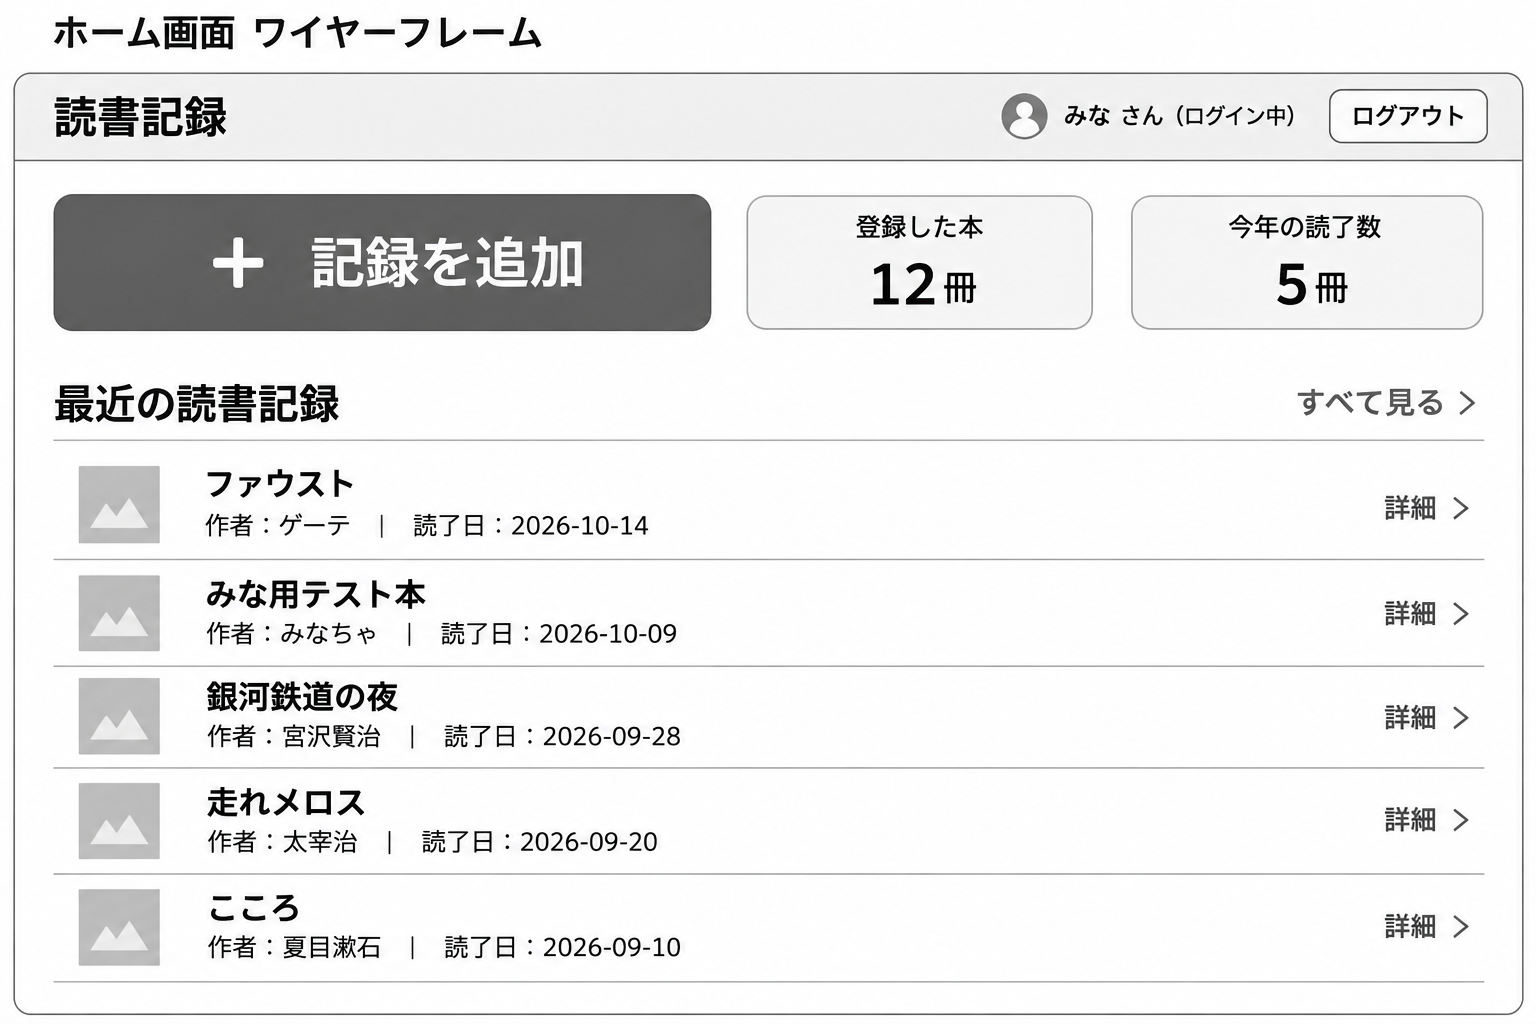 ホーム画面 ワイヤーフレーム
読書記録
みな さん（ログイン中）
ログアウト
＋ 記録を追加
登録した本
12冊
今年の読了数
5冊
最近の読書記録
すべて見る >
ファウスト
作者：ゲーテ | 読了日：2026-10-14
詳細 >
みな用テスト本
作者：みなちゃ | 読了日：2026-10-09
詳細 >
銀河鉄道の夜
作者：宮沢賢治 | 読了日：2026-09-28
詳細 >
走れメロス
作者：太宰治 | 読了日：2026-09-20
詳細 >
こころ
作者：夏目漱石 | 読了日：2026-09-10
詳細 >